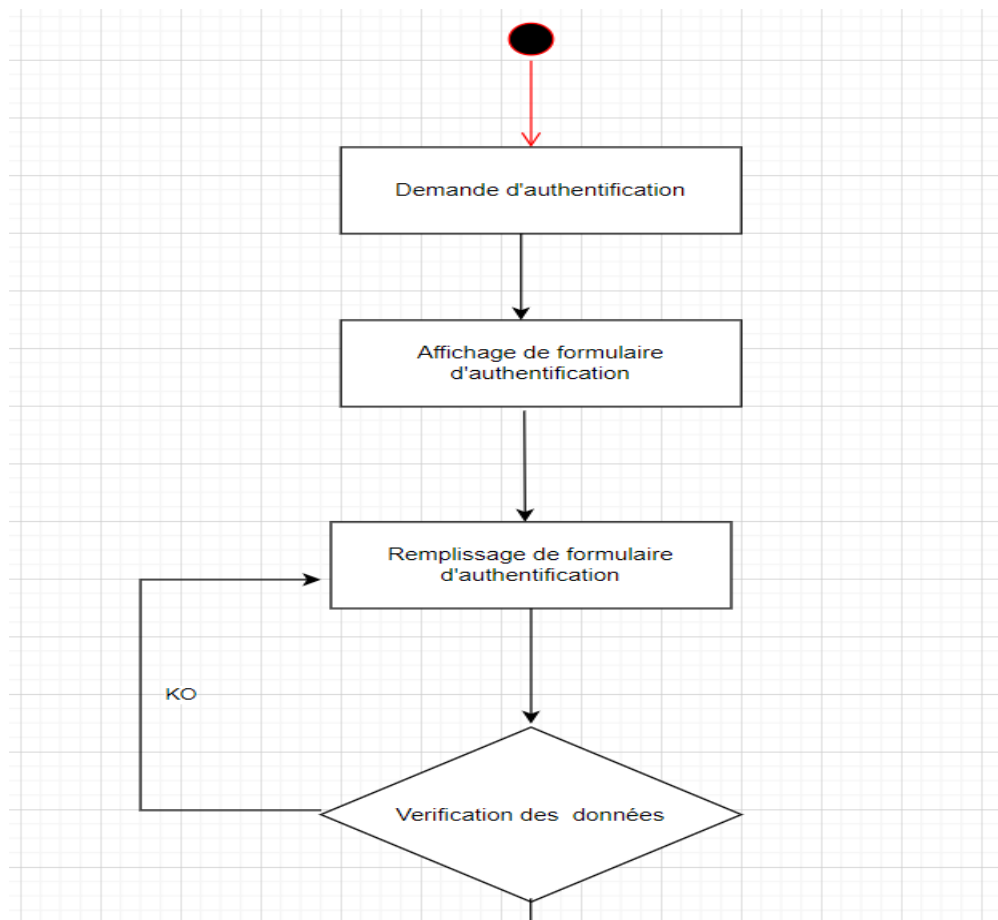 Demande d'authentification
Affichage de formulaire
d'authentification
Remplissage de formulaire
d'authentification
KO
Verification des  données